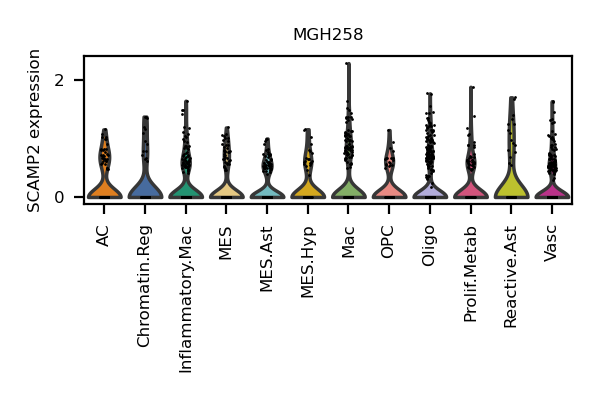 MGH258
SCAMP2 expression
2
0
AC
Chromatin.Reg
Inflammatory.Mac
MES
MES.Ast
MES.Hyp
Mac
OPC
Oligo
Prolif.Metab
Reactive.Ast
Vasc